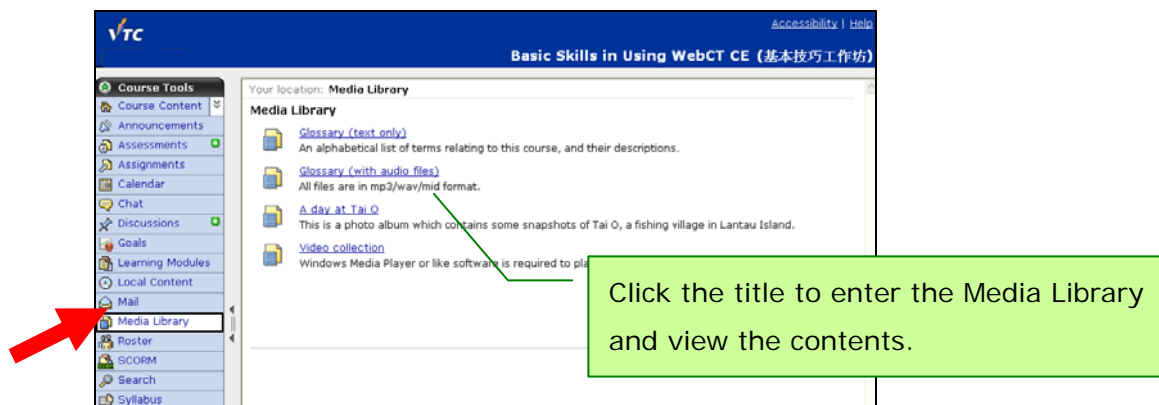 VTC
Accessibility | Help
Basic Skills in Using WebCT CE (基本技巧工作坊)
Course Tools
Course Content
Announcements
Assessments
Assignments
Calendar
Chat
Discussions
Goals
Learning Modules
Local Content
Mail
Media Library
Roster
SCORM
Search
Syllabus
Your location: Media Library
Media Library
Glossary (text only)
An alphabetical list of terms relating to this course, and their descriptions.
Glossary (with audio files)
All files are in mp3/wav/mid format.
A day at Tai O
This is a photo album which contains some snapshots of Tai O, a fishing village in Lantau Island.
Video collection
Windows Media Player or like software is required to
Click the title to enter the Media Library
and view the contents.